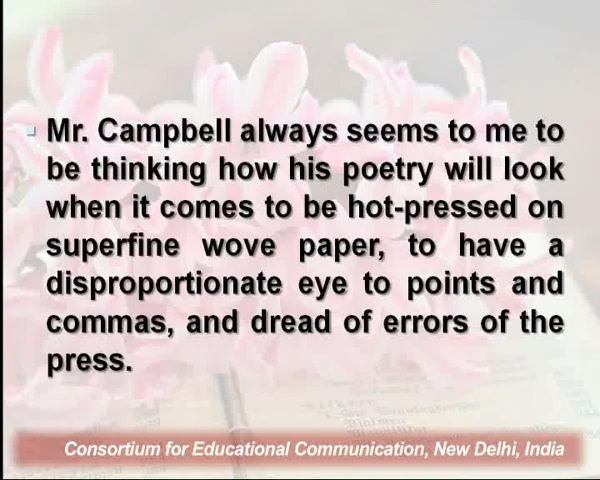 Mr. Campbell always seems to me to
be thinking how his poetry will look
when it comes to be hot-pressed on
superfine wove paper, to have a
disproportionate eye to points and
commas, and dread of errors of the
press.
Consortium for Educational Communication, New Delhi, India